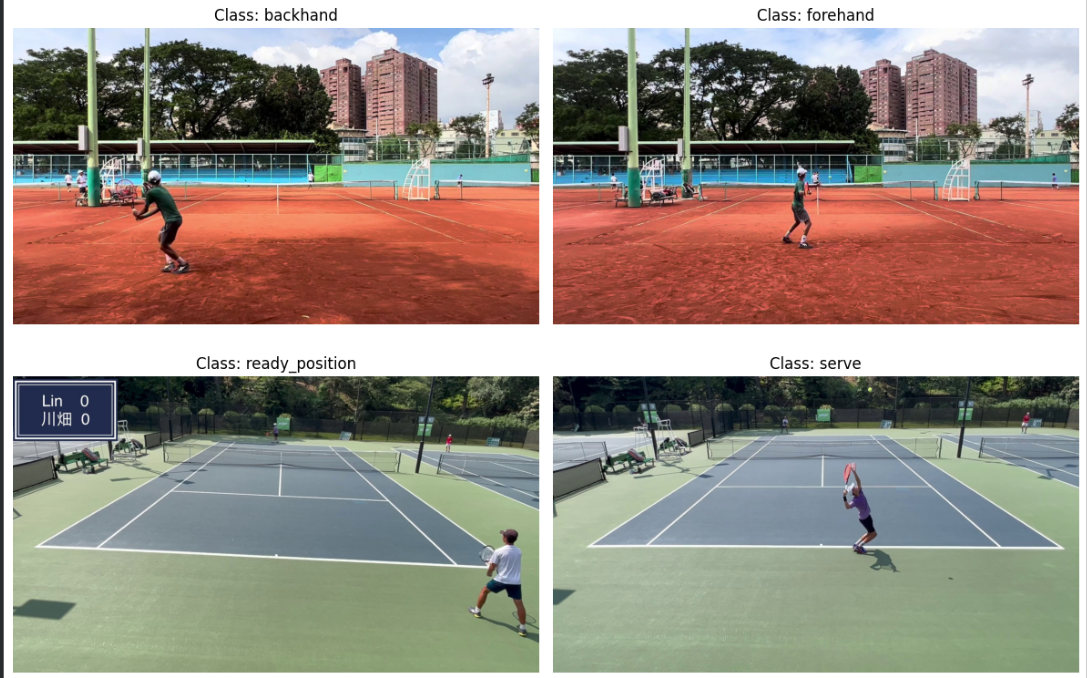 Class: backhand
Class: forehand
Class: ready_position
Lin 0
川畑 0
Class: serve